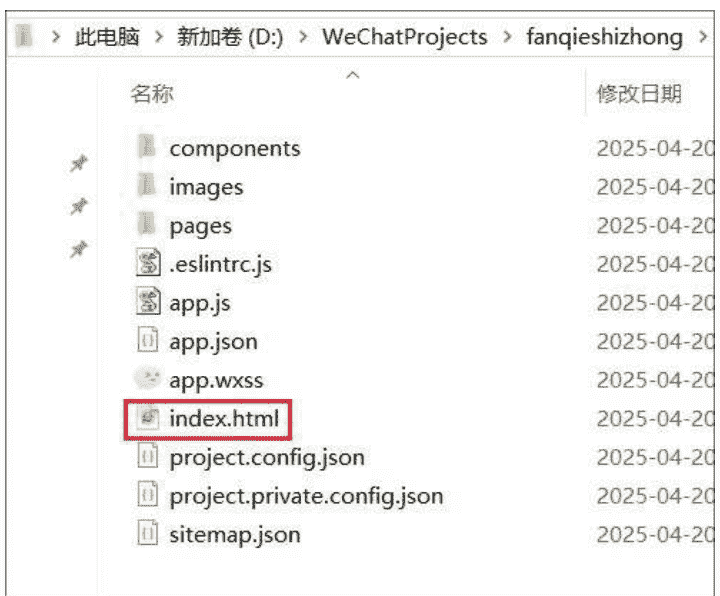 > 此电脑 > 新加卷 (D:) > WeChatProjects > fanqieshizhong >
名称 修改日期
components 2025-04-20
images 2025-04-20
pages 2025-04-20
.eslintrc.js 2025-04-20
app.js 2025-04-20
app.json 2025-04-20
app.wxss 2025-04-20
index.html 2025-04-20
project.config.json 2025-04-20
project.private.config.json 2025-04-20
sitemap.json 2025-04-20